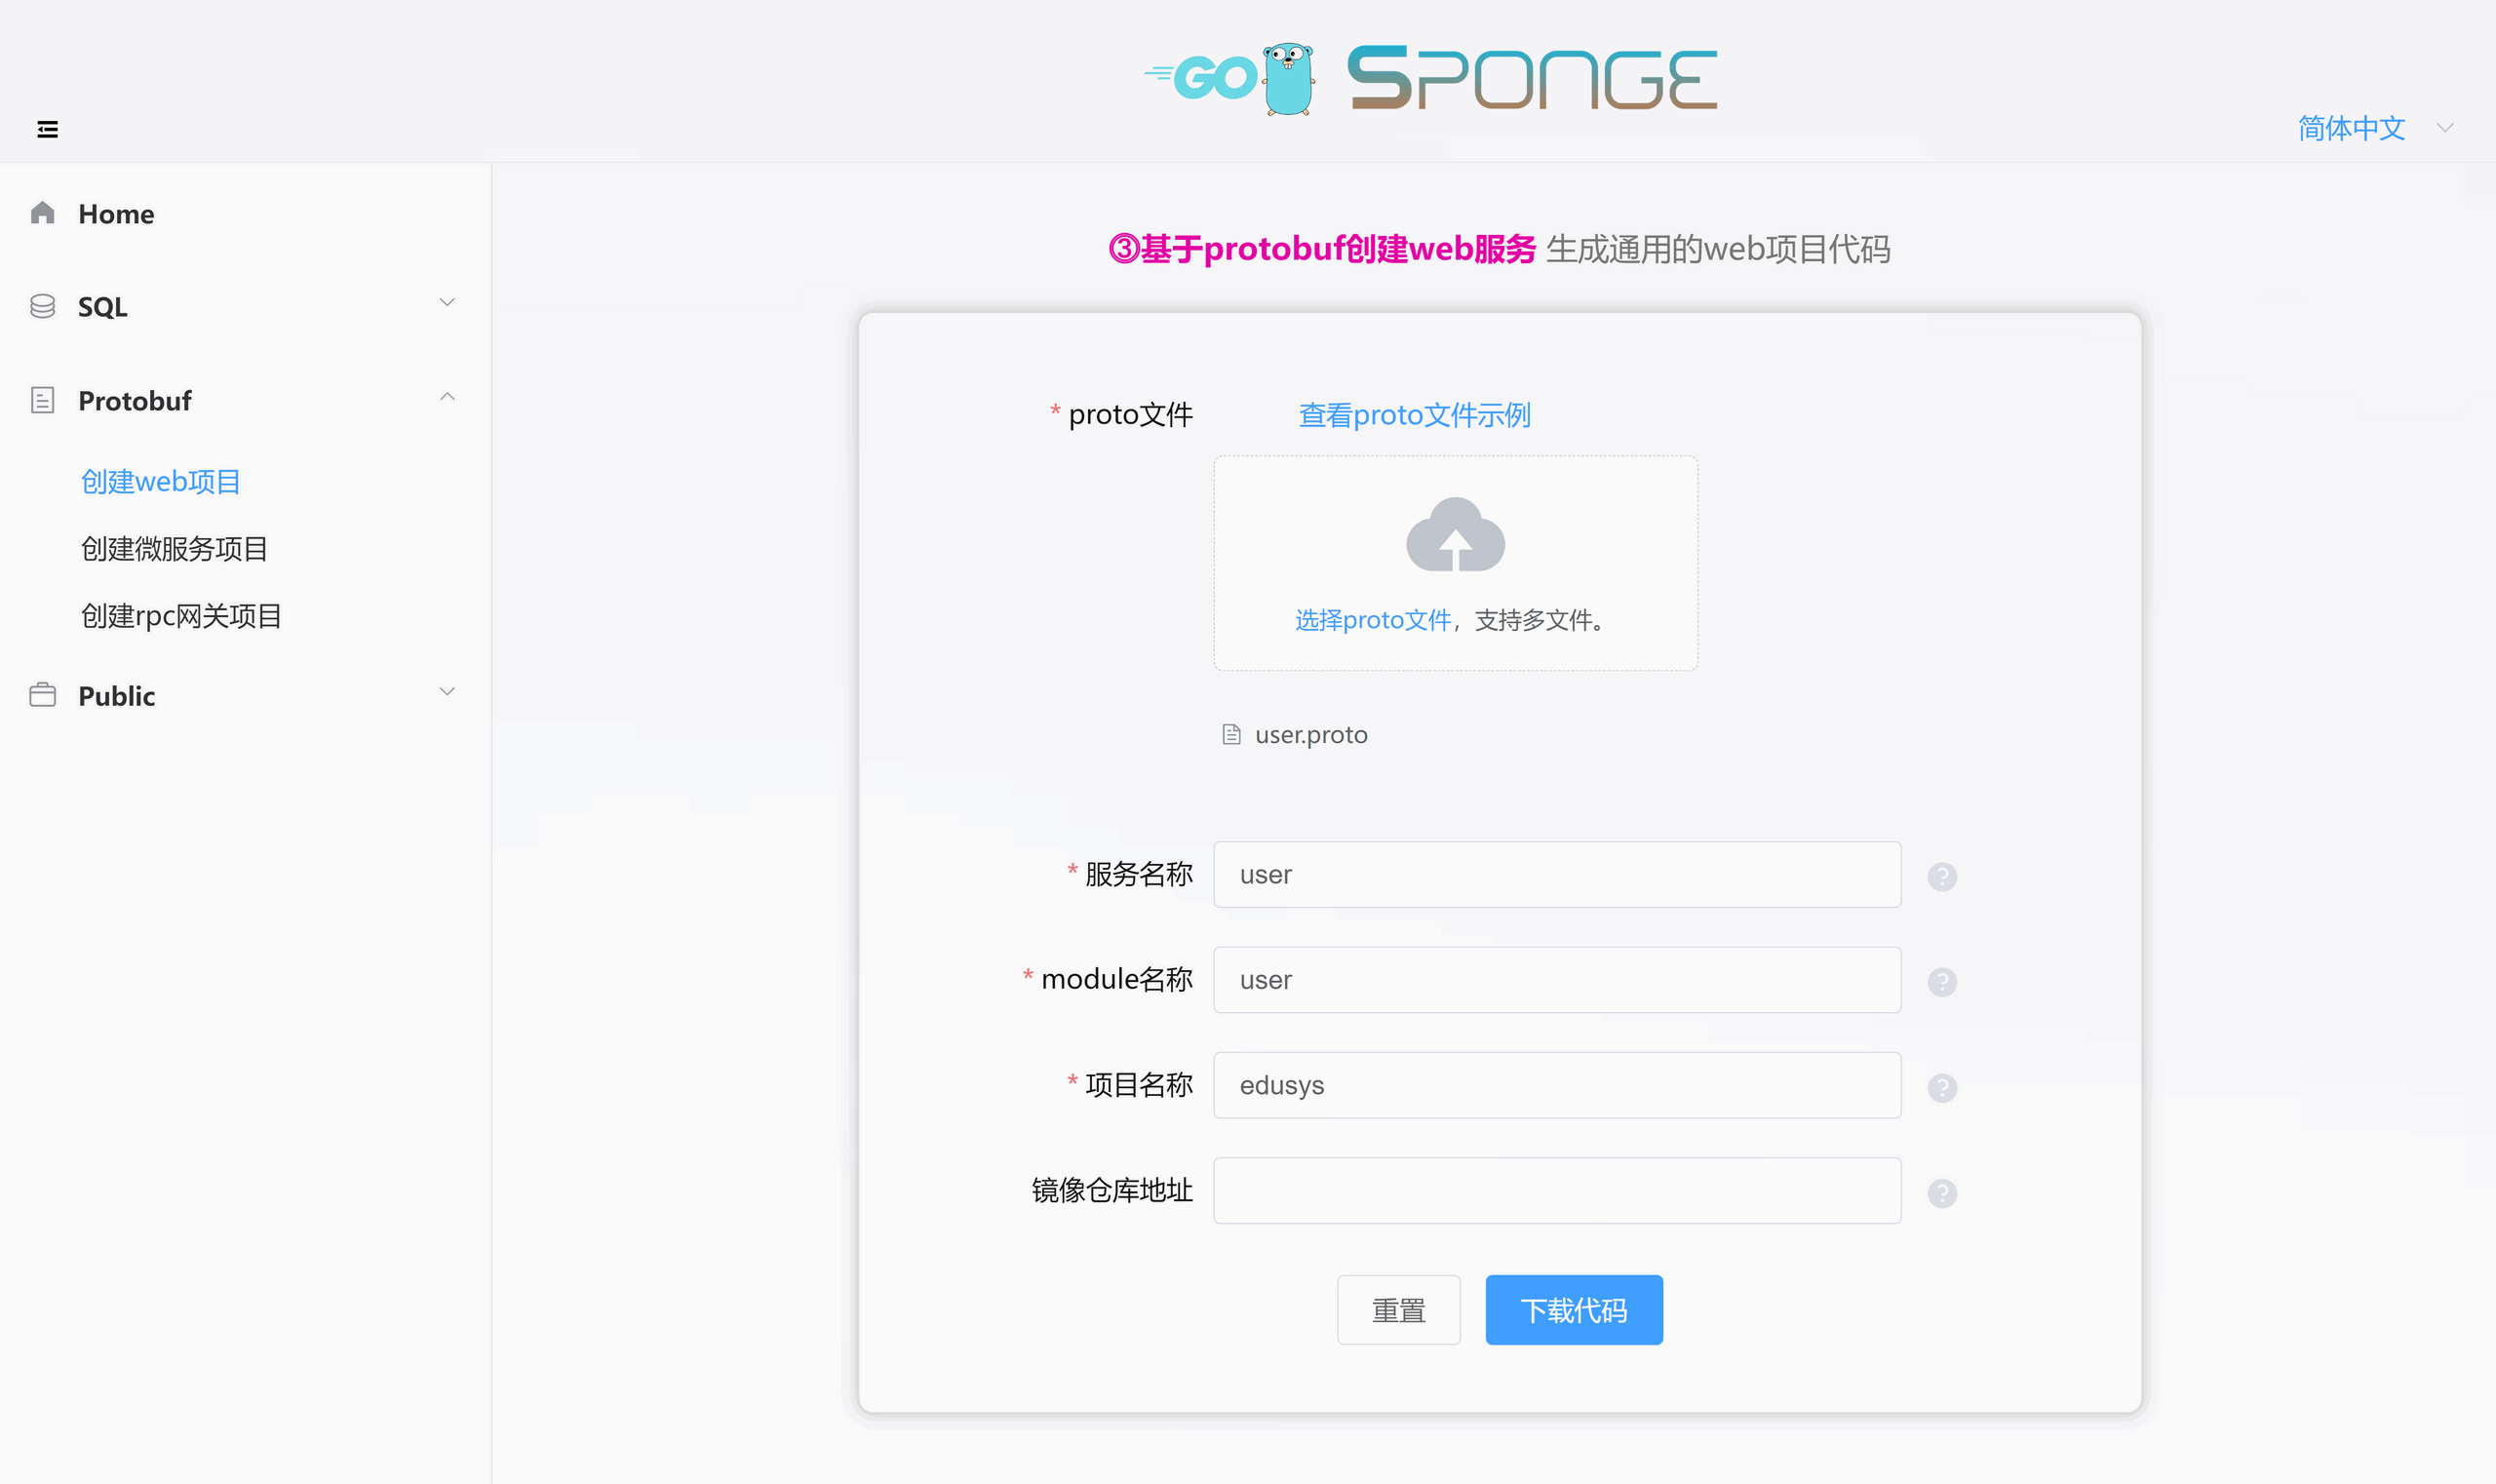 GO SPONGE
简体中文
Home
SQL
Protobuf
创建web项目
创建微服务项目
创建rpc网关项目
Public
③基于protobuf创建web服务 生成通用的web项目代码
* proto文件 查看proto文件示例
选择proto文件，支持多文件。
user.proto
* 服务名称 user
* module名称 user
* 项目名称 edusys
镜像仓库地址
重置 下载代码